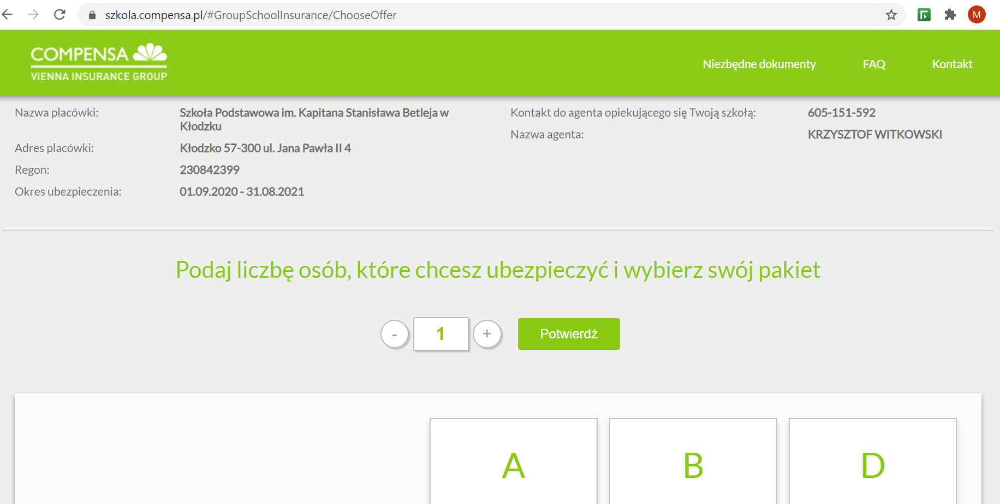 szkola.compensa.pl/#GroupSchoolInsurance/ChooseOffer
M
COMPENSA
VIENNA INSURANCE GROUP
Niezbędne dokumenty
FAQ
Kontakt
Nazwa placówki:
Szkoła Podstawowa im. Kapitana Stanisława Betleja w
Kłodzku
Adres placówki:
Kłodzko 57-300 ul. Jana Pawła II 4
Regon:
230842399
Okres ubezpieczenia:
01.09.2020 - 31.08.2021
Kontakt do agenta opiekującego się Twoją szkołą:
605-151-592
Nazwa agenta:
KRZYSZTOF WITKOWSKI
Podaj liczbę osób, które chcesz ubezpieczyć i wybierz swój pakiet
- 1 +
Potwierdź
A
B
D